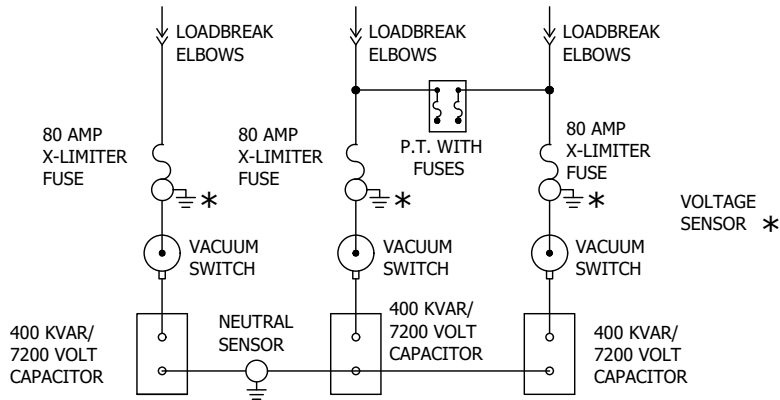 LOADBREAK
ELBOWS
LOADBREAK
ELBOWS
LOADBREAK
ELBOWS
80 AMP
X-LIMITER
FUSE
80 AMP
X-LIMITER
FUSE
P.T. WITH
FUSES
80 AMP
X-LIMITER
FUSE
*
*
*
VOLTAGE
SENSOR *
VACUUM
SWITCH
VACUUM
SWITCH
VACUUM
SWITCH
400 KVAR/
7200 VOLT
CAPACITOR
NEUTRAL
SENSOR
400 KVAR/
7200 VOLT
CAPACITOR
400 KVAR/
7200 VOLT
CAPACITOR